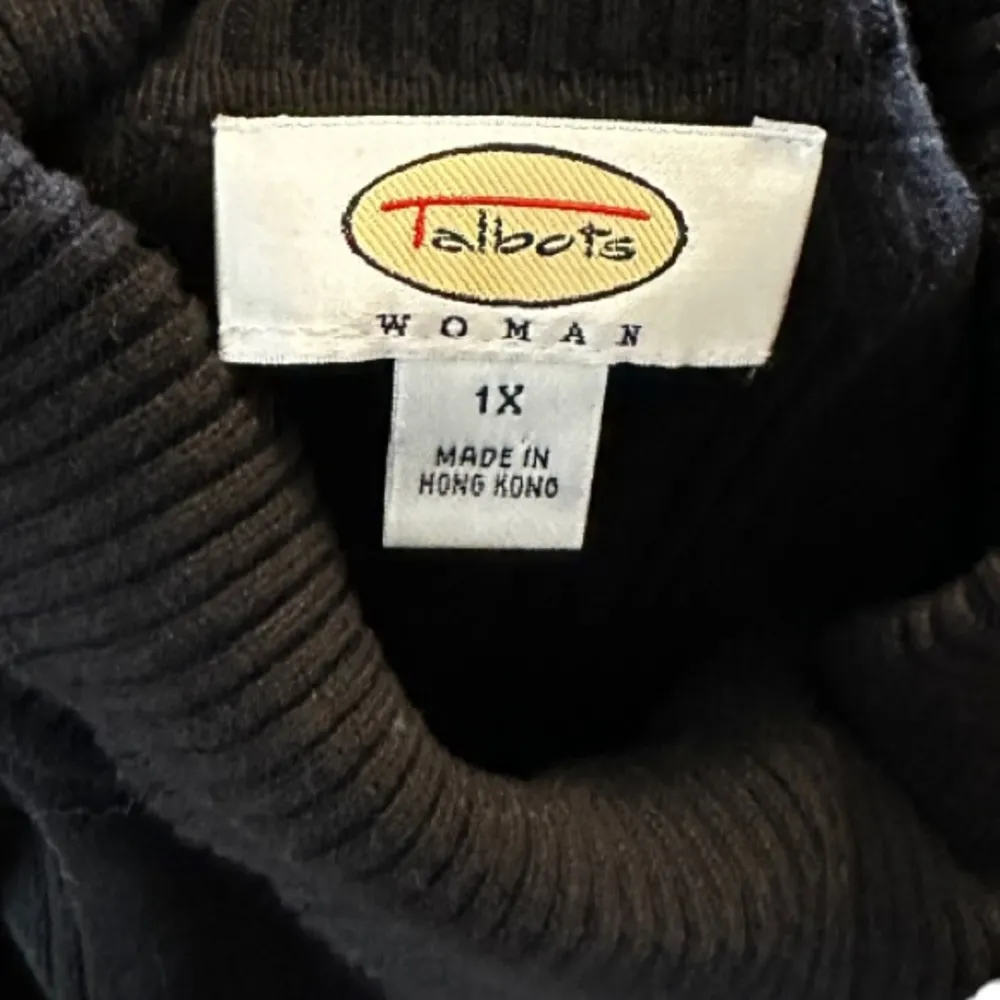 Talbots
WOMAN
1X
MADE IN
HONG KONG